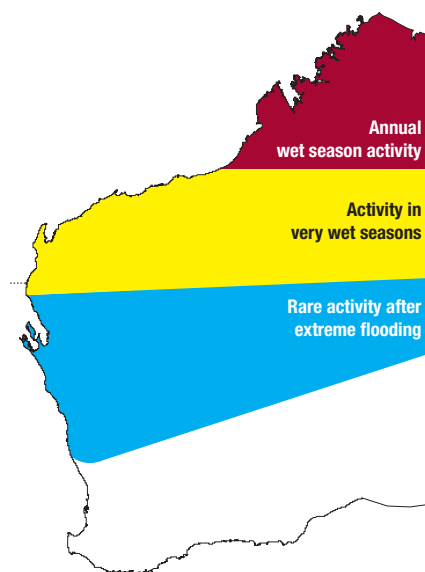 Annual
wet season activity
Activity in
very wet seasons
Rare activity after
extreme flooding